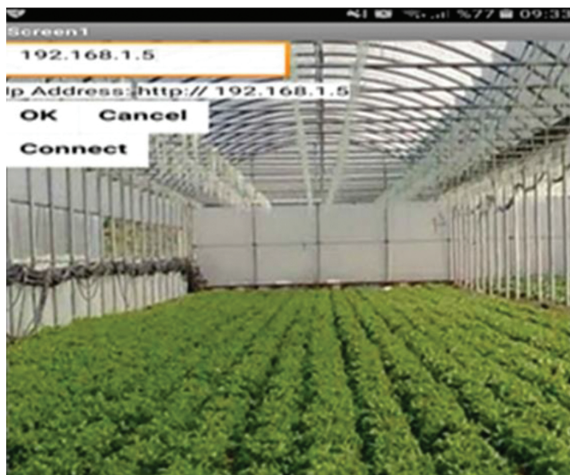 %77 09:33
Screen1
192.168.1.5
Ip Address: http:// 192.168.1.5
OK Cancel
Connect